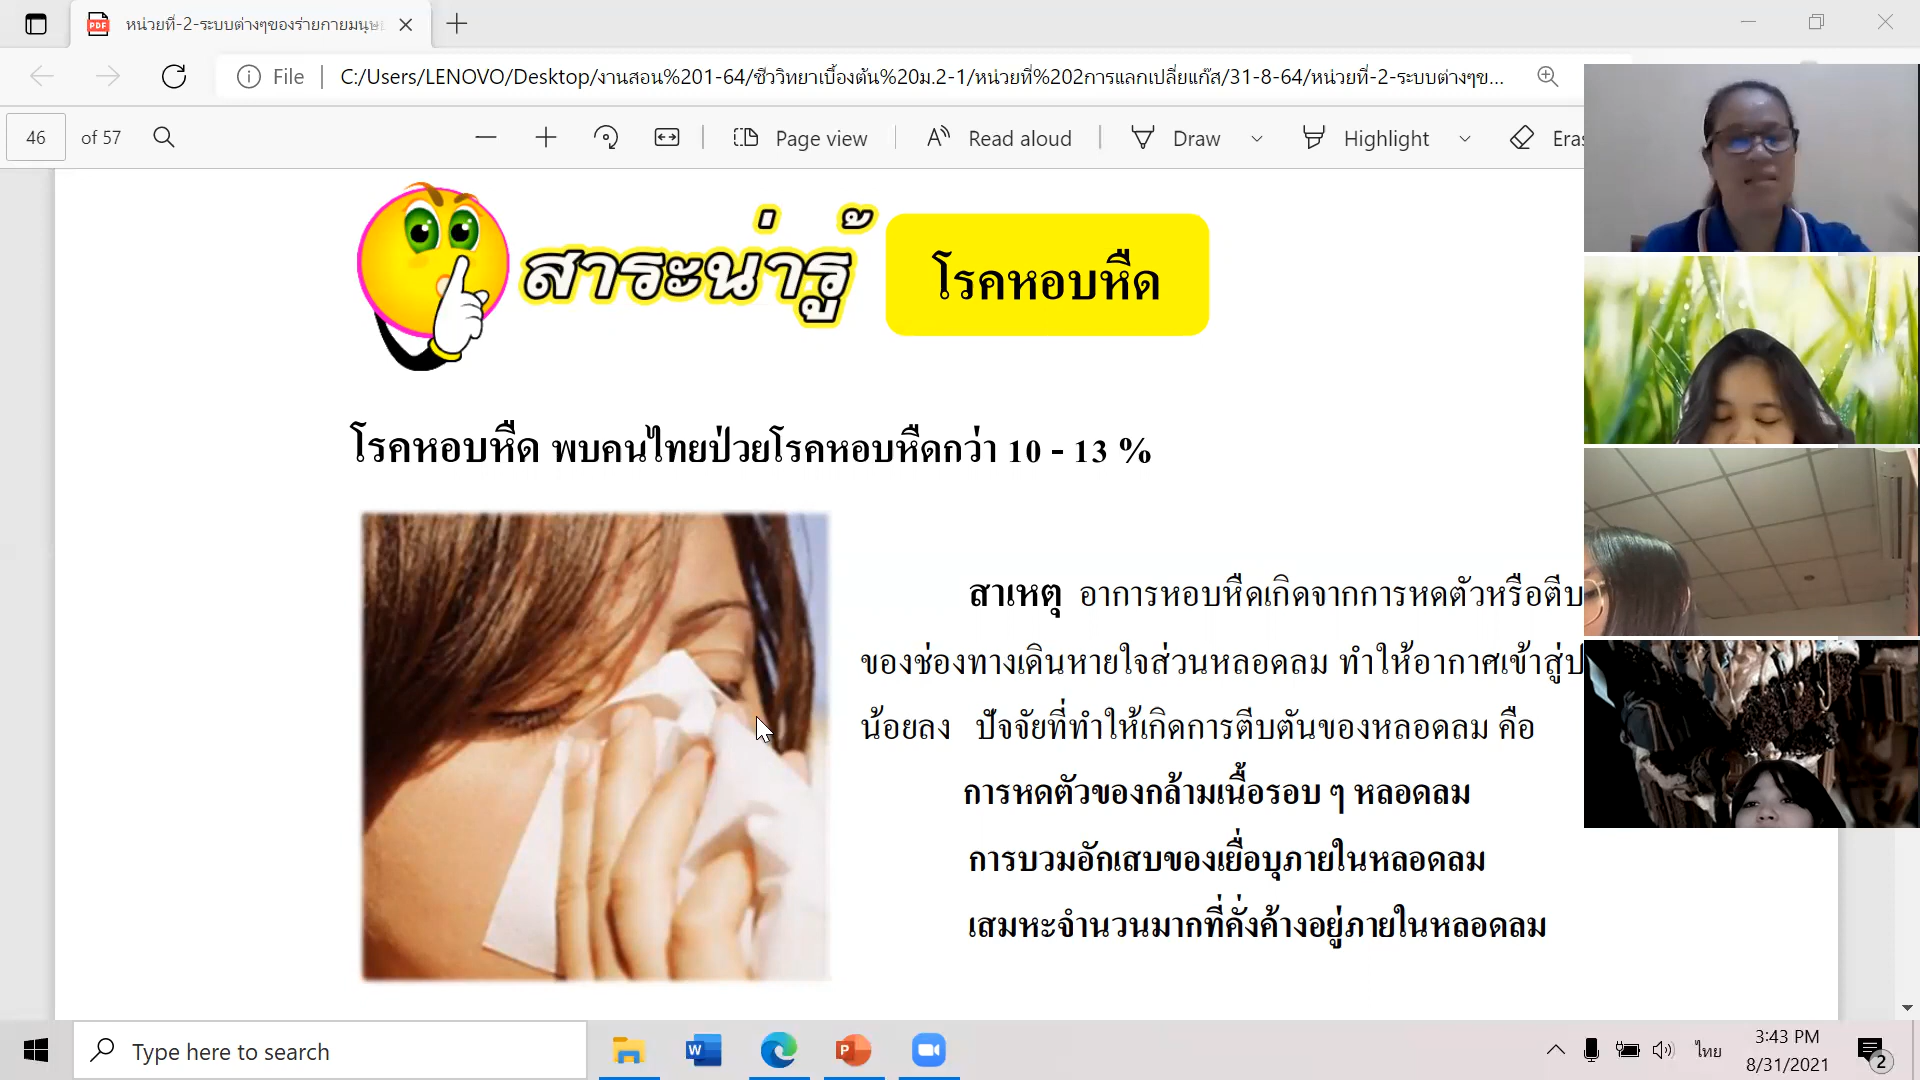 หน่วยที่-2-ระบบต่างๆของร่ายกายมนุษ
File
C:/Users/LENOVO/Desktop/งานสอน%201-64/ชีววิทยาเบื้องต้น%20ม.2-1/หน่วยที่%202การแลกเปลี่ยแก๊ส/31-8-64/หน่วยที่-2-ระบบต่างๆข...
46 of 57
Page view
Read aloud
Draw
Highlight
Eras
สาระน่ารู้
โรคหอบหืด
โรคหอบหืด พบคนไทยป่วยโรคหอบหืดกว่า 10 - 13 %
สาเหตุ อาการหอบหืดเกิดจากการหดตัวหรือตีบ
ของช่องทางเดินหายใจส่วนหลอดลม ทำให้อากาศเข้าสู่ป
น้อยลง ปัจจัยที่ทำให้เกิดการตีบตันของหลอดลม คือ
การหดตัวของกล้ามเนื้อรอบ ๆ หลอดลม
การบวมอักเสบของเยื่อบุภายในหลอดลม
เสมหะจำนวนมากที่คั่งค้างอยู่ภายในหลอดลม
Type here to search
ไทย
3:43 PM
8/31/2021
2